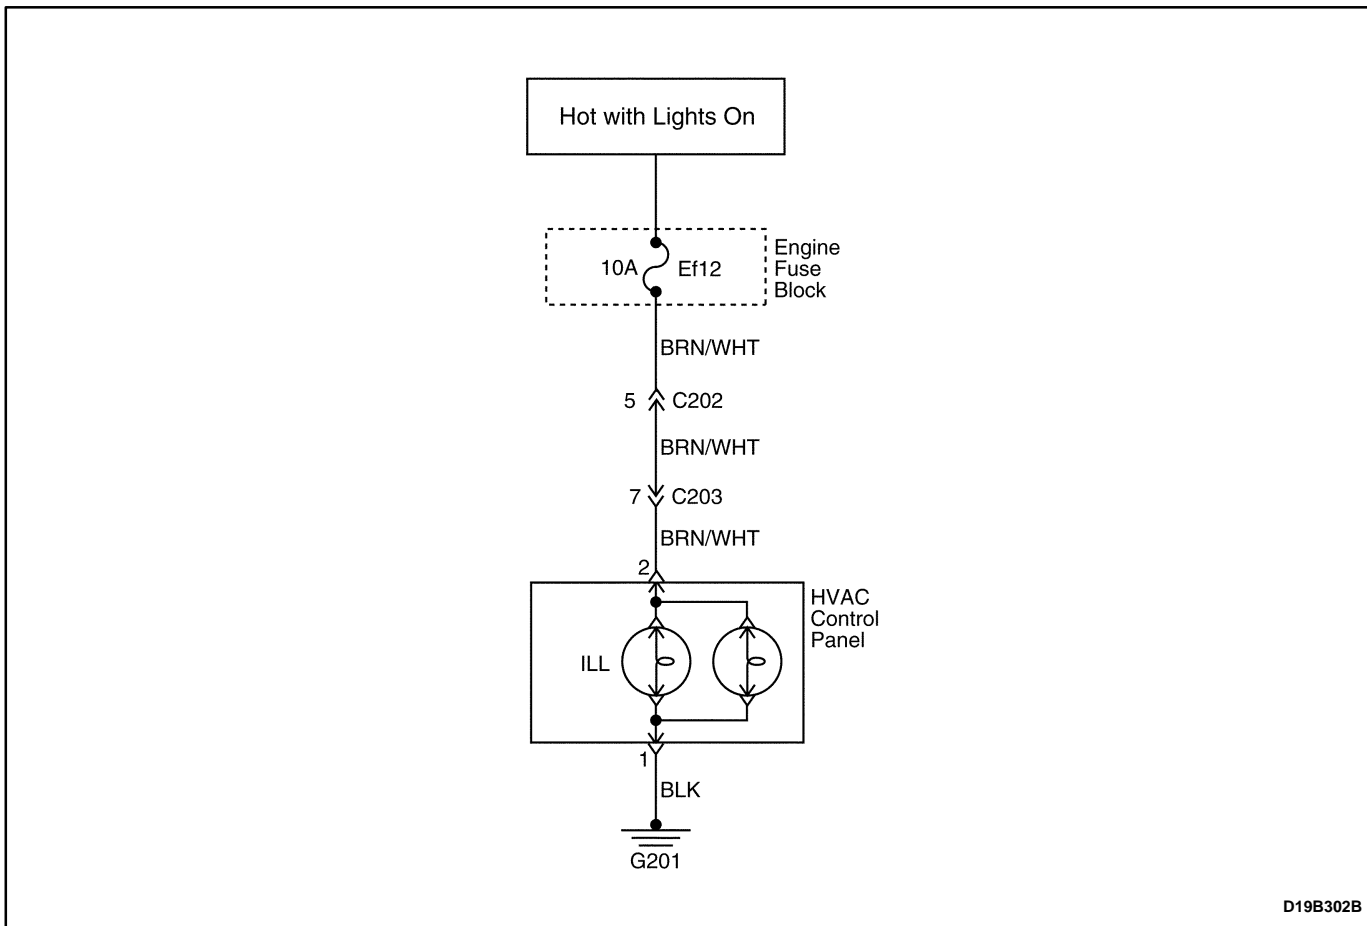 Hot with Lights On
10A
Ef12
Engine
Fuse
Block
BRN/WHT
5
C202
BRN/WHT
7
C203
BRN/WHT
2
HVAC
Control
Panel
ILL
1
BLK
G201
D19B302B